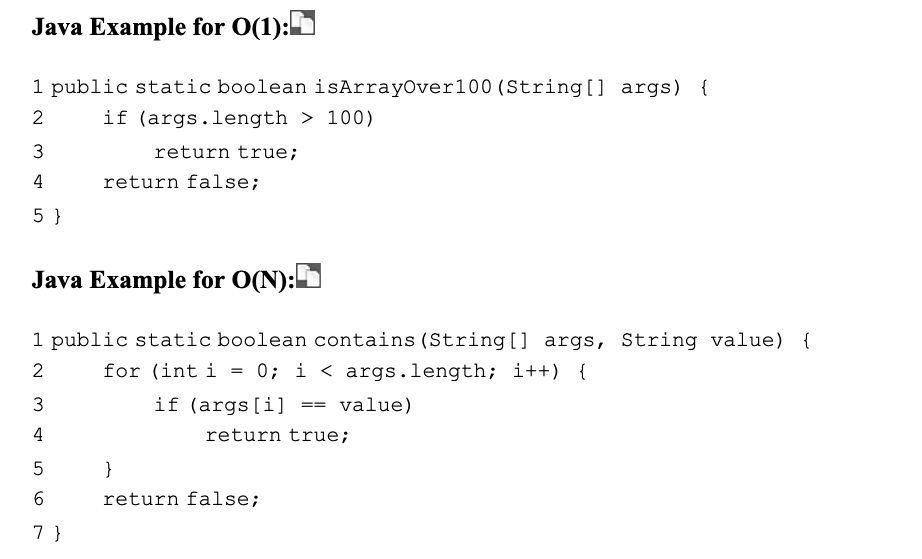 Java Example for O(1):
1 public static boolean isArrayOver100(String[] args) {
2     if (args.length > 100)
3         return true;
4     return false;
5 }
Java Example for O(N):
1 public static boolean contains(String[] args, String value) {
2     for (int i = 0; i < args.length; i++) {
3         if (args[i] == value)
4             return true;
5     }
6     return false;
7 }